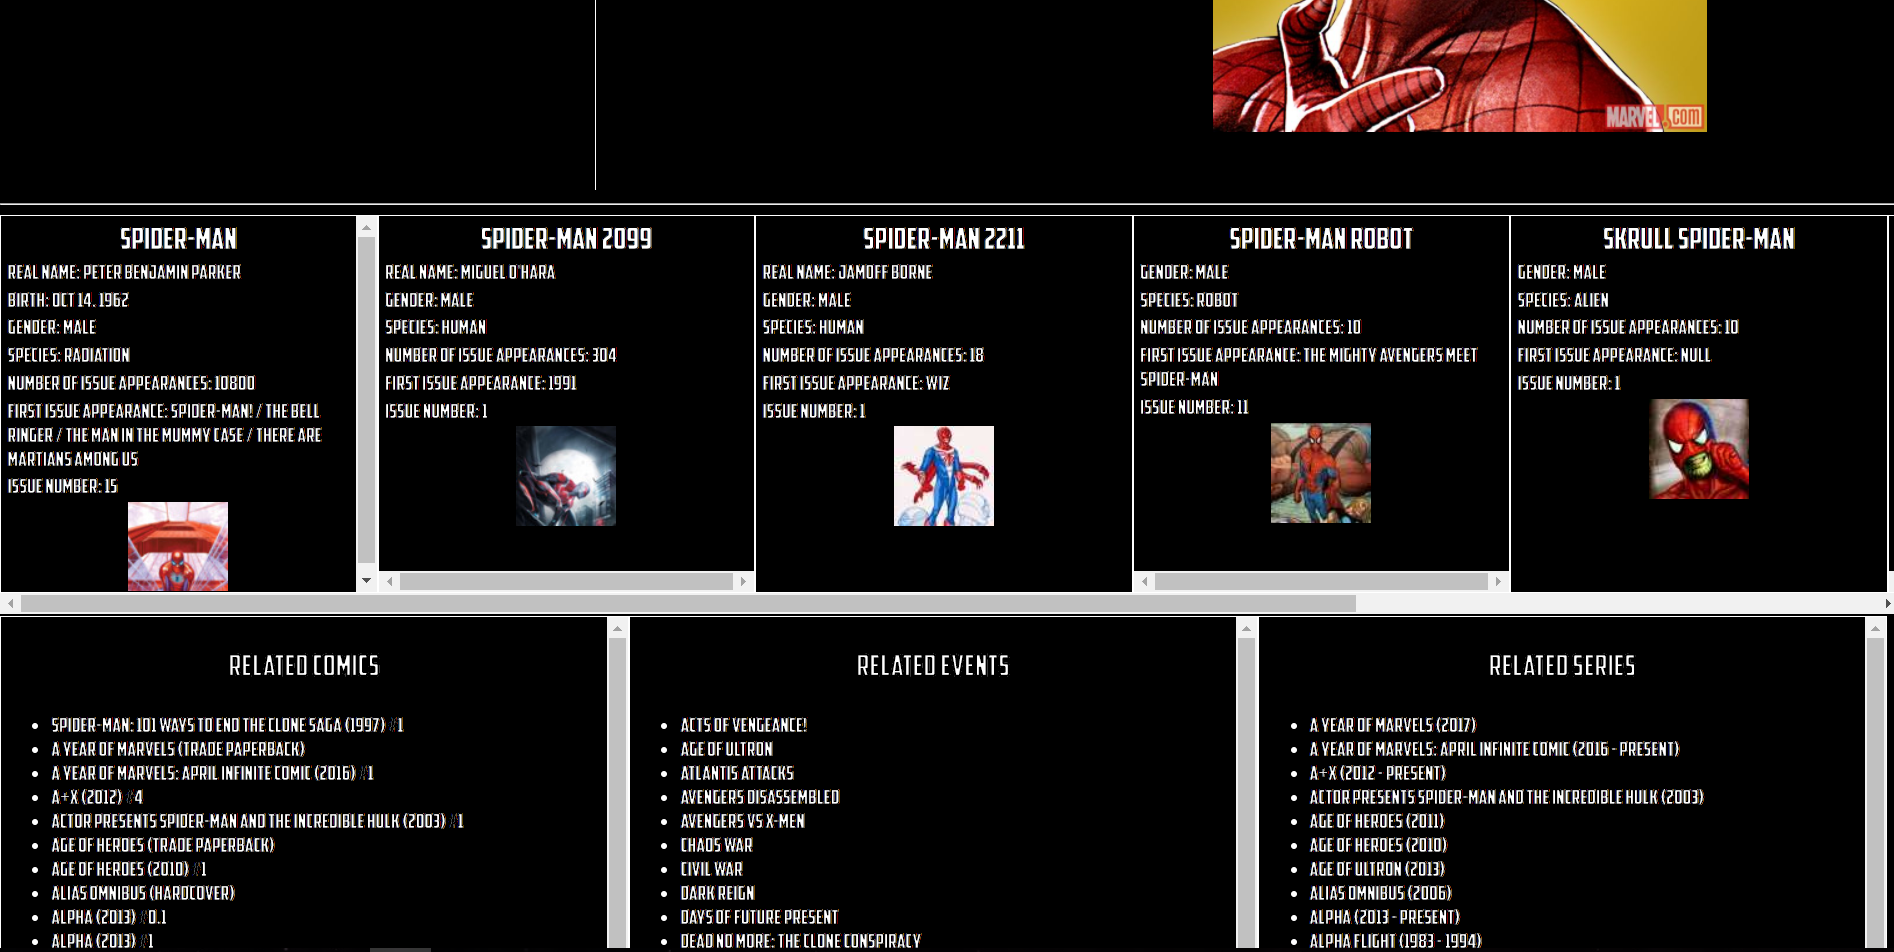 MARVEL.com
SPIDER-MAN
REAL NAME: PETER BENJAMIN PARKER
BIRTH: OCT 14, 1962
GENDER: MALE
SPECIES: RADIATION
NUMBER OF ISSUE APPEARANCES: 10800
FIRST ISSUE APPEARANCE: SPIDER-MAN! / THE BELL
RINGER / THE MAN IN THE MUMMY CASE / THERE ARE
MARTIANS AMONG US
ISSUE NUMBER: 15
SPIDER-MAN 2099
REAL NAME: MIGUEL O'HARA
GENDER: MALE
SPECIES: HUMAN
NUMBER OF ISSUE APPEARANCES: 304
FIRST ISSUE APPEARANCE: 1991
ISSUE NUMBER: 1
SPIDER-MAN 2211
REAL NAME: JAMOFF BORNE
GENDER: MALE
SPECIES: HUMAN
NUMBER OF ISSUE APPEARANCES: 18
FIRST ISSUE APPEARANCE: WIZ
ISSUE NUMBER: 1
SPIDER-MAN ROBOT
GENDER: MALE
SPECIES: ROBOT
NUMBER OF ISSUE APPEARANCES: 10
FIRST ISSUE APPEARANCE: THE MIGHTY AVENGERS MEET
SPIDER-MAN
ISSUE NUMBER: 11
SKRULL SPIDER-MAN
GENDER: MALE
SPECIES: ALIEN
NUMBER OF ISSUE APPEARANCES: 10
FIRST ISSUE APPEARANCE: NULL
ISSUE NUMBER: 1
RELATED COMICS
SPIDER-MAN: 101 WAYS TO END THE CLONE SAGA (1997) #1
A YEAR OF MARVELS (TRADE PAPERBACK)
A YEAR OF MARVELS: APRIL INFINITE COMIC (2016) #1
A+X (2012) #4
ACTOR PRESENTS SPIDER-MAN AND THE INCREDIBLE HULK (2003) #1
AGE OF HEROES (TRADE PAPERBACK)
AGE OF HEROES (2010) #1
ALIAS OMNIBUS (HARDCOVER)
ALPHA (2013) #0.1
ALPHA (2013) #1
RELATED EVENTS
ACTS OF VENGEANCE!
AGE OF ULTRON
ATLANTIS ATTACKS
AVENGERS DISASSEMBLED
AVENGERS VS X-MEN
CHAOS WAR
CIVIL WAR
DARK REIGN
DAYS OF FUTURE PRESENT
DEAD NO MORE: THE CLONE CONSPIRACY
RELATED SERIES
A YEAR OF MARVELS (2017)
A YEAR OF MARVELS: APRIL INFINITE COMIC (2016 - PRESENT)
A+X (2012 - PRESENT)
ACTOR PRESENTS SPIDER-MAN AND THE INCREDIBLE HULK (2003)
AGE OF HEROES (2011)
AGE OF HEROES (2010)
AGE OF ULTRON (2013)
ALIAS OMNIBUS (2006)
ALPHA (2013 - PRESENT)
ALPHA FLIGHT (1983 - 1994)